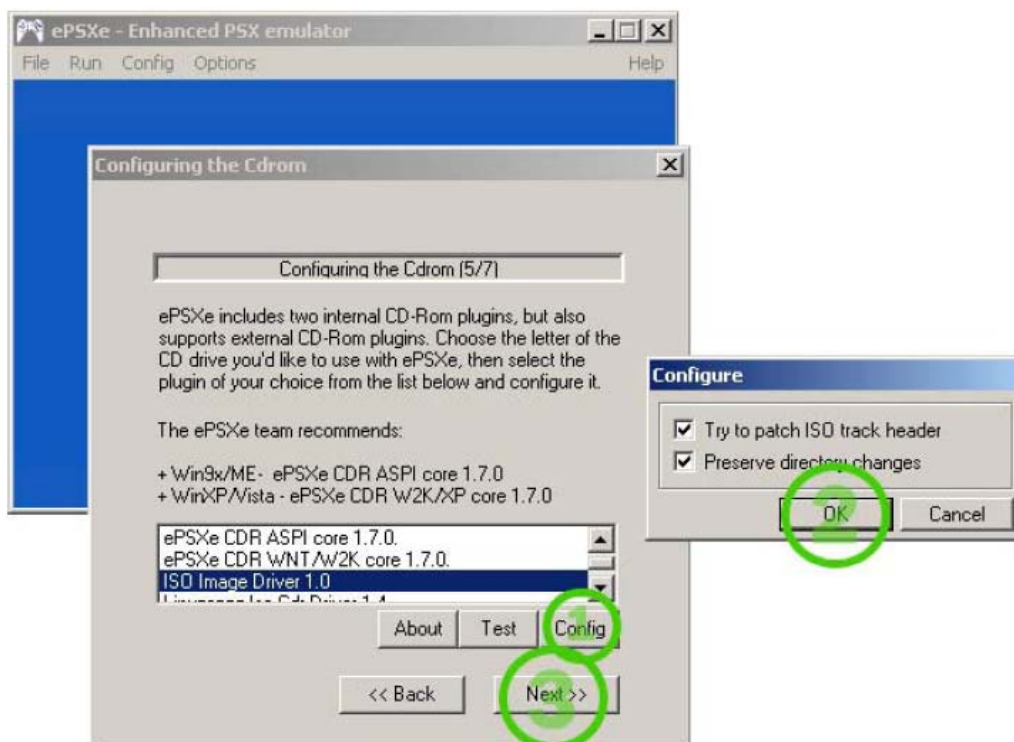 ePSXe - Enhanced PSX emulator
File Run Config Options Help
Configuring the Cdrom
Configuring the Cdrom (5/7)
ePSXe includes two internal CD-Rom plugins, but also
supports external CD-Rom plugins. Choose the letter of the
CD drive you'd like to use with ePSXe, then select the
plugin of your choice from the list below and configure it.
The ePSXe team recommends:
+ Win9x/ME - ePSXe CDR ASPI core 1.7.0
+ WinXP/Vista - ePSXe CDR W2K/XP core 1.7.0
ePSXe CDR ASPI core 1.7.0.
ePSXe CDR WNT/W2K core 1.7.0.
ISO Image Driver 1.0
Iso Cdr Driver 1.4
About Test Config
1
<< Back Next >>
3
Configure
Try to patch ISO track header
Preserve directory changes
OK Cancel
2